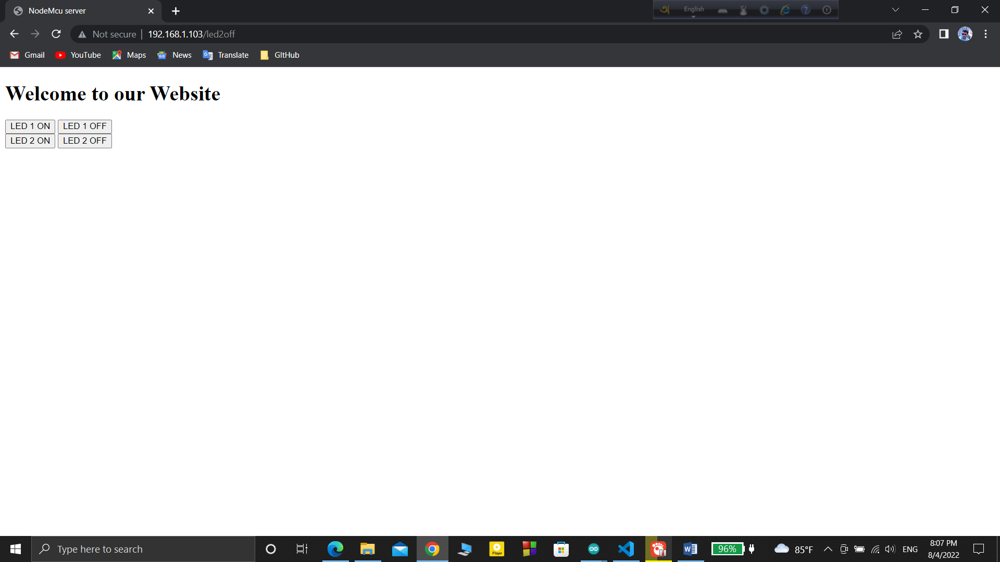 NodeMcu server
English
Not secure 192.168.1.103/led2off
Gmail YouTube Maps News Translate GItHub
Welcome to our Website
LED 1 ON LED 1 OFF
LED 2 ON LED 2 OFF
Type here to search
Player
96%
85°F
ENG
8:07 PM
8/4/2022